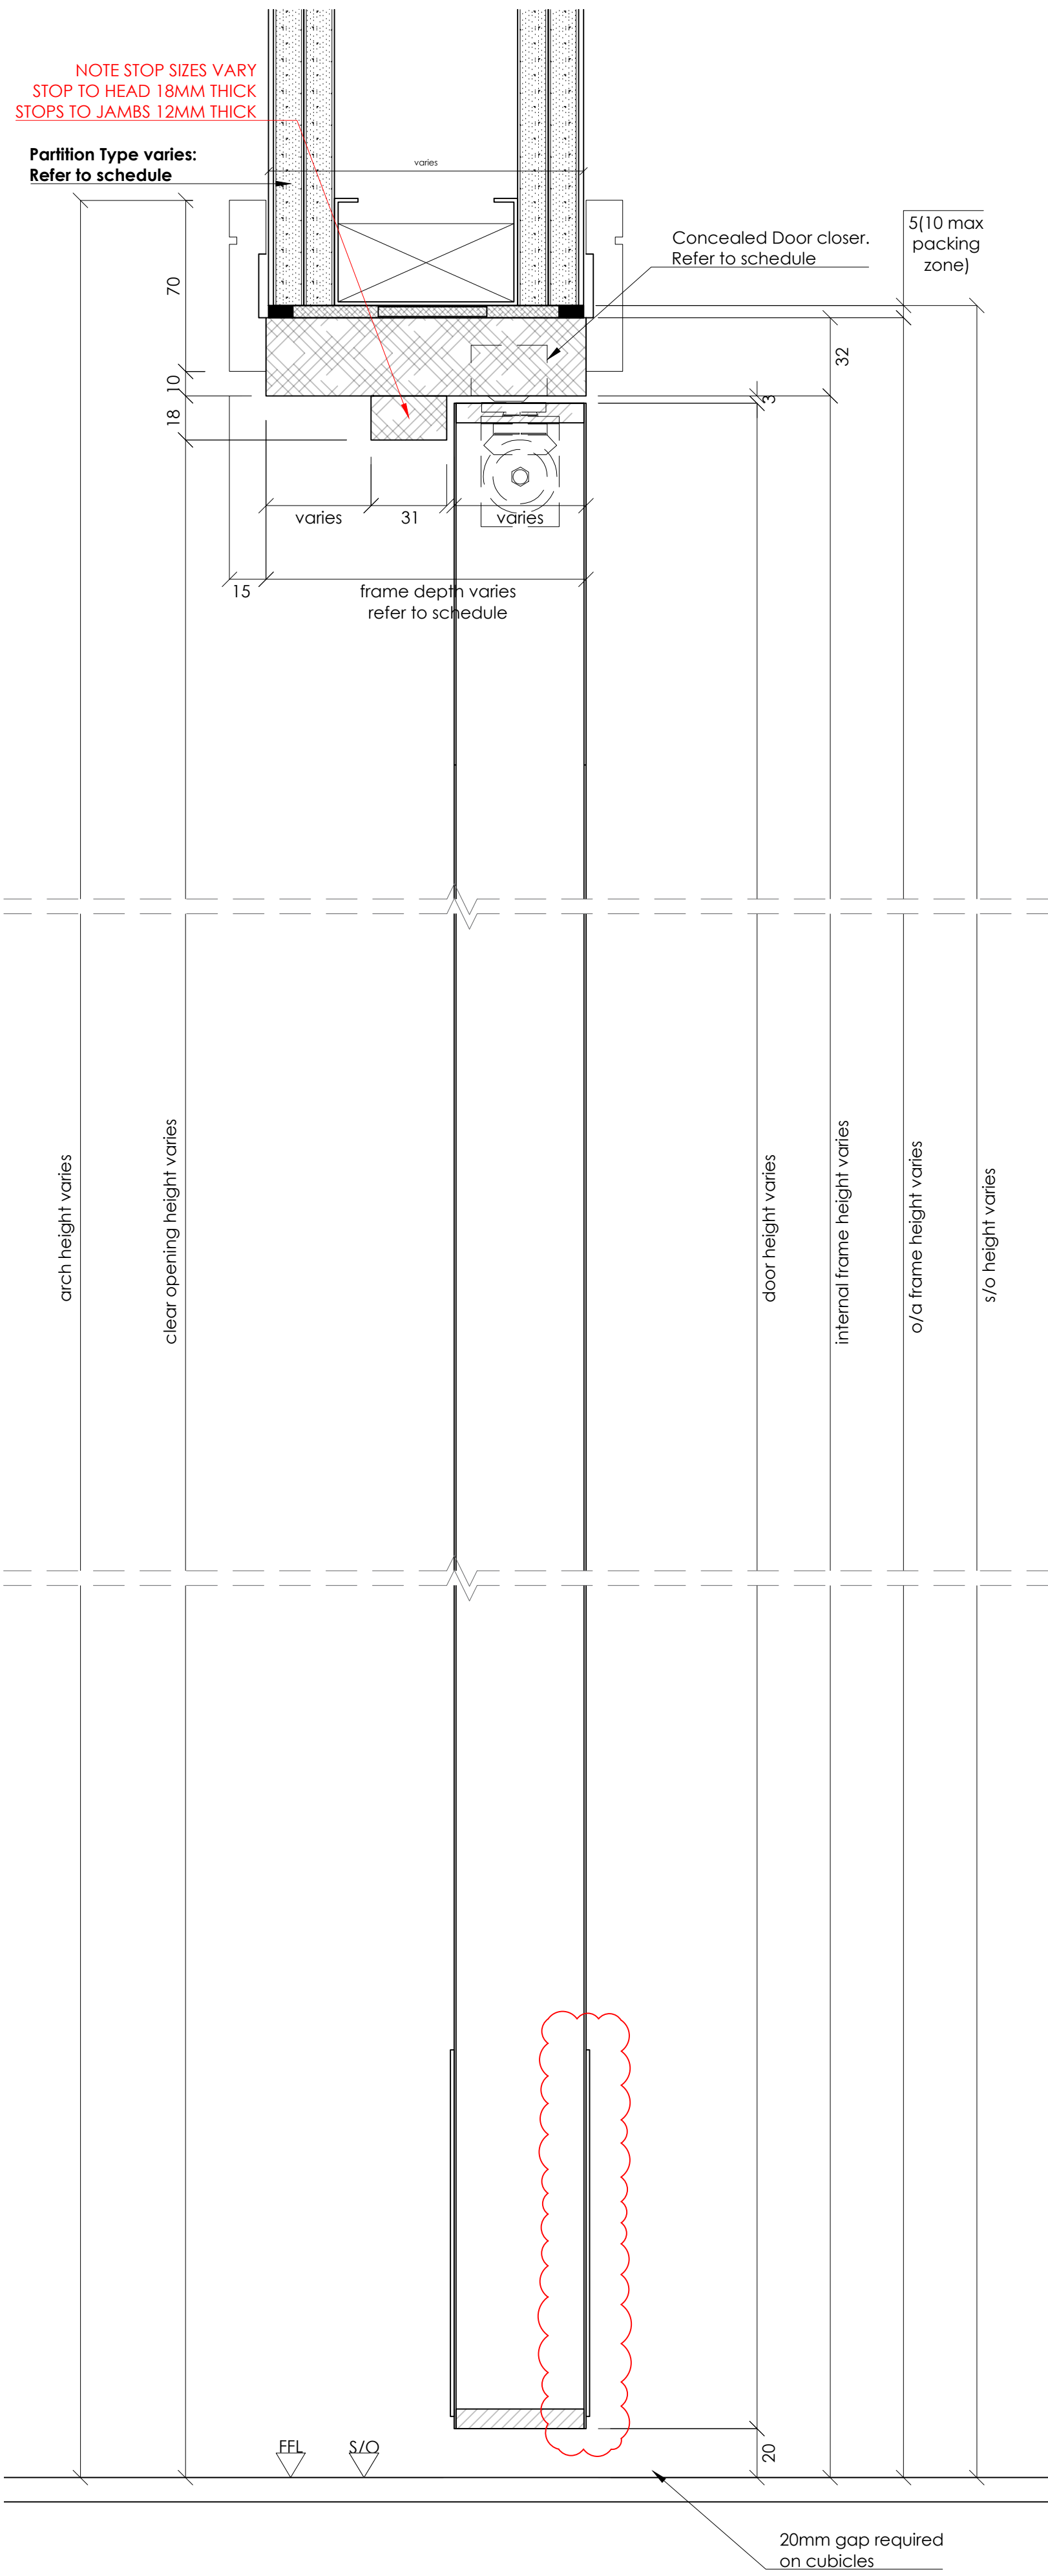 NOTE STOP SIZES VARY
STOP TO HEAD 18MM THICK
STOPS TO JAMBS 12MM THICK
Partition Type varies:
Refer to schedule
varies
Concealed Door closer.
Refer to schedule
5(10 max
packing
zone)
70
10
18
32
3
varies
31
varies
15
frame depth varies
refer to schedule
arch height varies
clear opening height varies
door height varies
internal frame height varies
o/a frame height varies
s/o height varies
FFL
S/O
20
20mm gap required
on cubicles